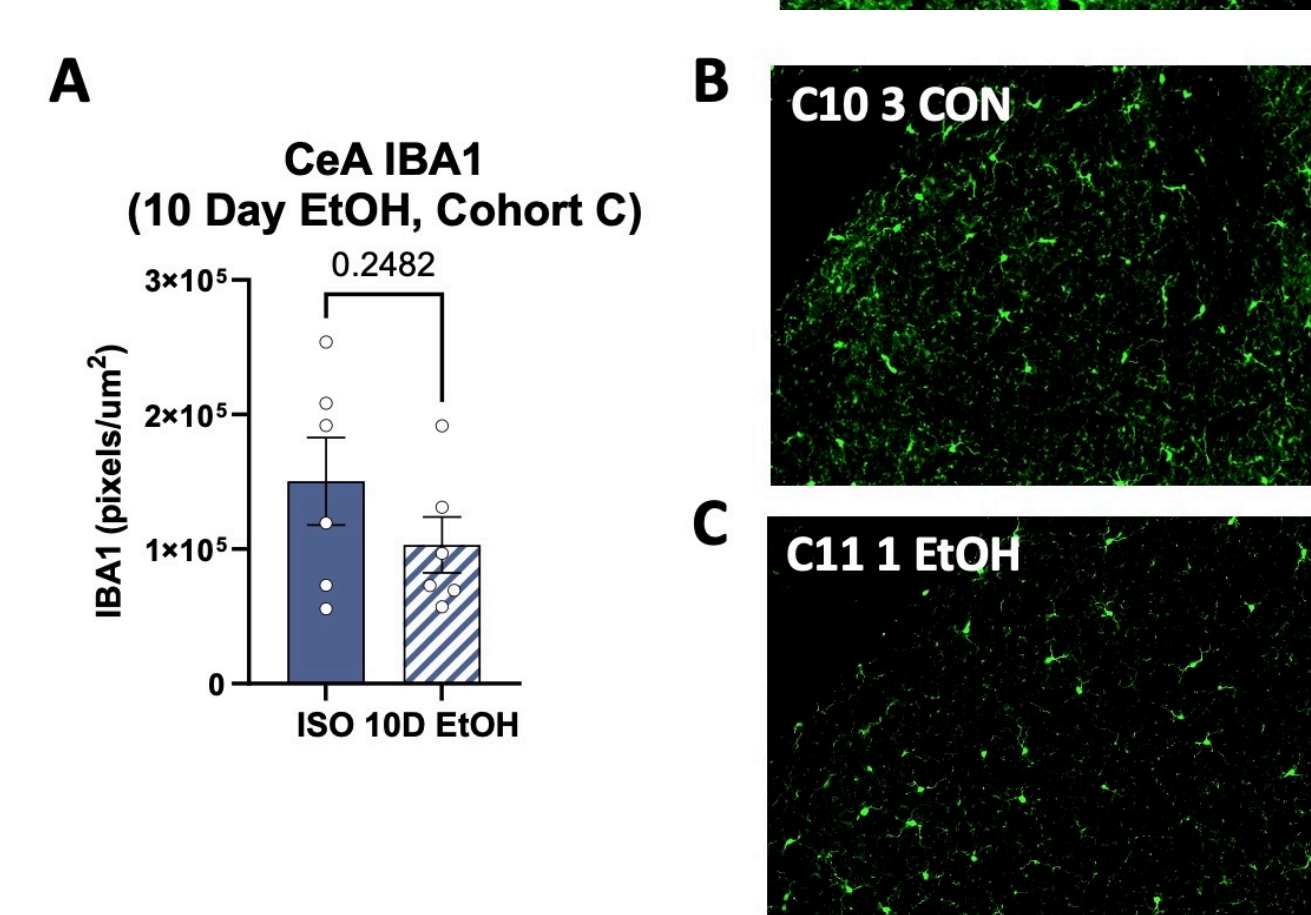 A
CeA IBA1
(10 Day EtOH, Cohort C)
0.2482
3×10⁵
2×10⁵
1×10⁵
0
IBA1 (pixels/um²)
ISO 10D EtOH
B
C10 3 CON
C
C11 1 EtOH